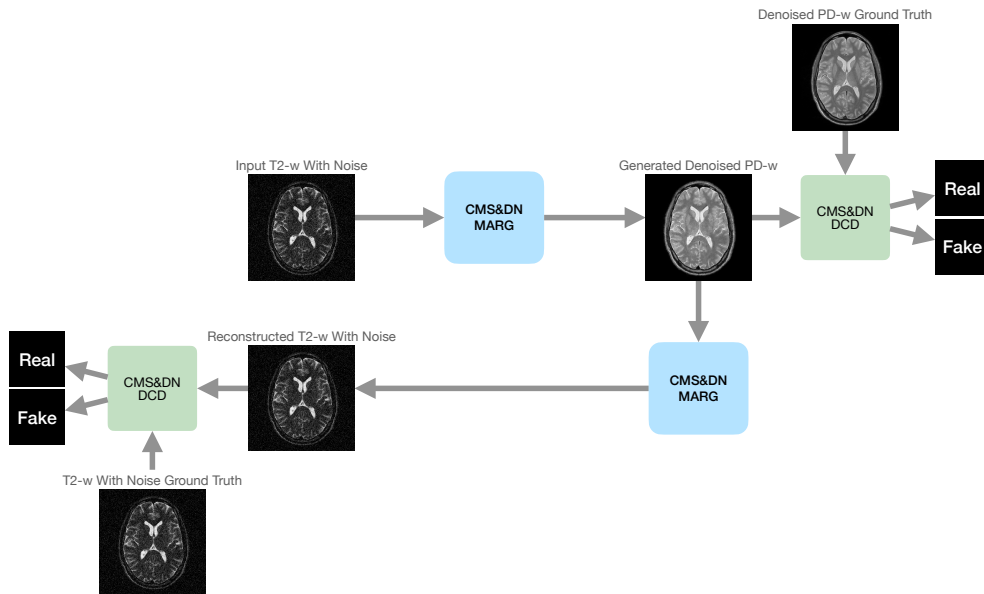 Denoised PD-w Ground Truth
Input T2-w With Noise
Generated Denoised PD-w
CMS&DN
MARG
CMS&DN
DCD
Real
Fake
Reconstructed T2-w With Noise
Real
Fake
CMS&DN
DCD
CMS&DN
MARG
T2-w With Noise Ground Truth